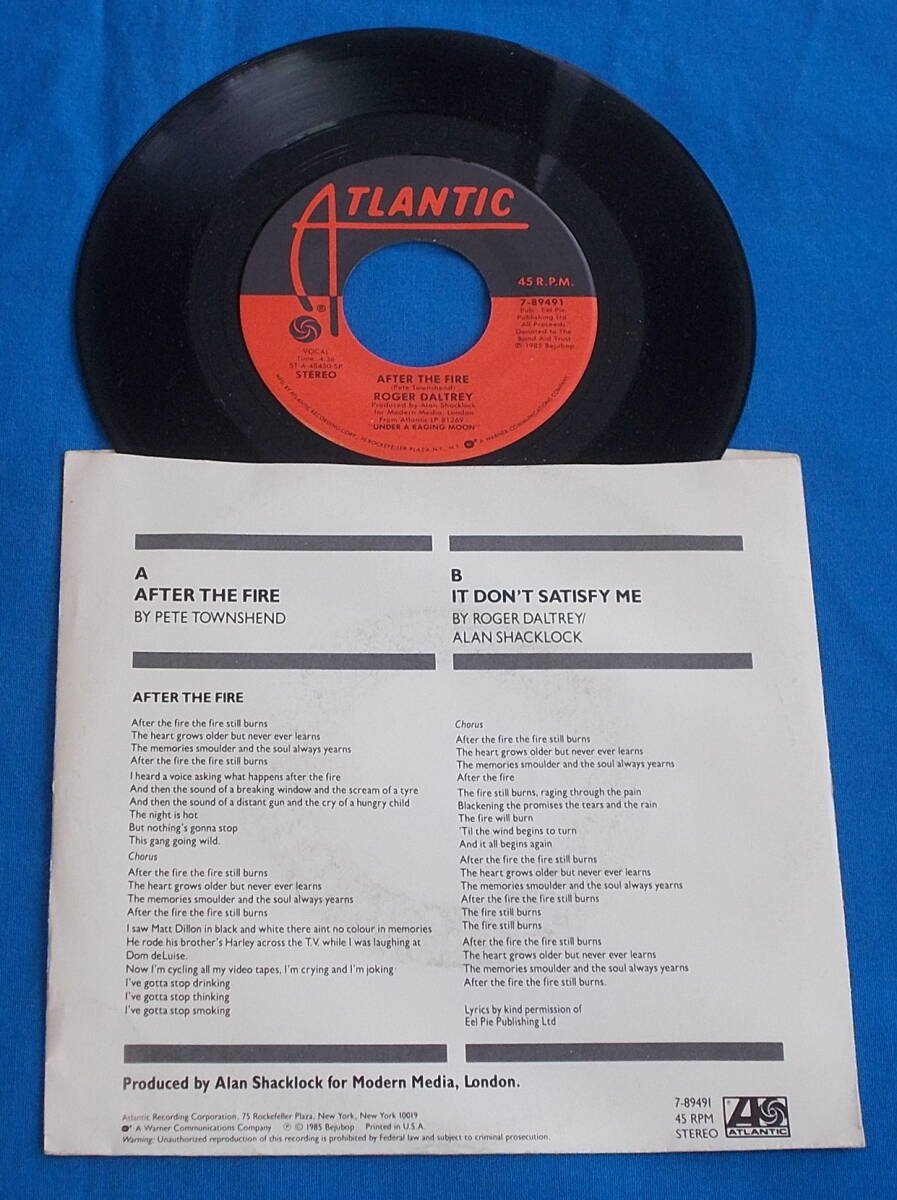 ATLANTIC
®
45 R.P.M.
7-89491
Pub., Eel Pie
Publishing Ltd
All Proceeds
Donated to The
Band Aid Trust
℗ 1985 Bejubop
VOCAL
Time: 4:36
ST-A-48450-SP
STEREO
AFTER THE FIRE
(Pete Townshend)
ROGER DALTREY
Produced by Alan Shacklock
for Modern Media, London
From Atlantic LP 81269
"UNDER A RAGING MOON"
MFG. BY ATLANTIC RECORDING CORP., 75 ROCKEFELLER PLAZA, N.Y., N.Y. A WARNER COMMUNICATIONS COMPANY
A
AFTER THE FIRE
BY PETE TOWNSHEND
B
IT DON'T SATISFY ME
BY ROGER DALTREY/
ALAN SHACKLOCK
AFTER THE FIRE
After the fire the fire still burns
The heart grows older but never ever learns
The memories smoulder and the soul always yearns
After the fire the fire still burns
I heard a voice asking what happens after the fire
And then the sound of a breaking window and the scream of a tyre
And then the sound of a distant gun and the cry of a hungry child
The night is hot
But nothing's gonna stop
This gang going wild.
Chorus
After the fire the fire still burns
The heart grows older but never ever learns
The memories smoulder and the soul always yearns
After the fire the fire still burns
I saw Matt Dillon in black and white there aint no colour in memories
He rode his brother's Harley across the T.V. while I was laughing at
Dom deLuise.
Now I'm cycling all my video tapes, I'm crying and I'm joking
I've gotta stop drinking
I've gotta stop thinking
I've gotta stop smoking
Chorus
After the fire the fire still burns
The heart grows older but never ever learns
The memories smoulder and the soul always yearns
After the fire
The fire still burns, raging through the pain
Blackening the promises the tears and the rain
The fire will burn
'Til the wind begins to turn
And it all begins again
After the fire the fire still burns
The heart grows older but never ever learns
The memories smoulder and the soul always yearns
After the fire the fire still burns
The fire still burns
The fire still burns
After the fire the fire still burns
The heart grows older but never ever learns
The memories smoulder and the soul always yearns
After the fire the fire still burns.
Lyrics by kind permission of
Eel Pie Publishing Ltd
Produced by Alan Shacklock for Modern Media, London.
Atlantic Recording Corporation, 75 Rockefeller Plaza, New York, New York 10019
A Warner Communications Company ℗ © 1985 Bejubop Printed in U.S.A.
Warning: Unauthorized reproduction of this recording is prohibited by Federal law and subject to criminal prosecution.
7-89491
45 RPM
STEREO
ATLANTIC